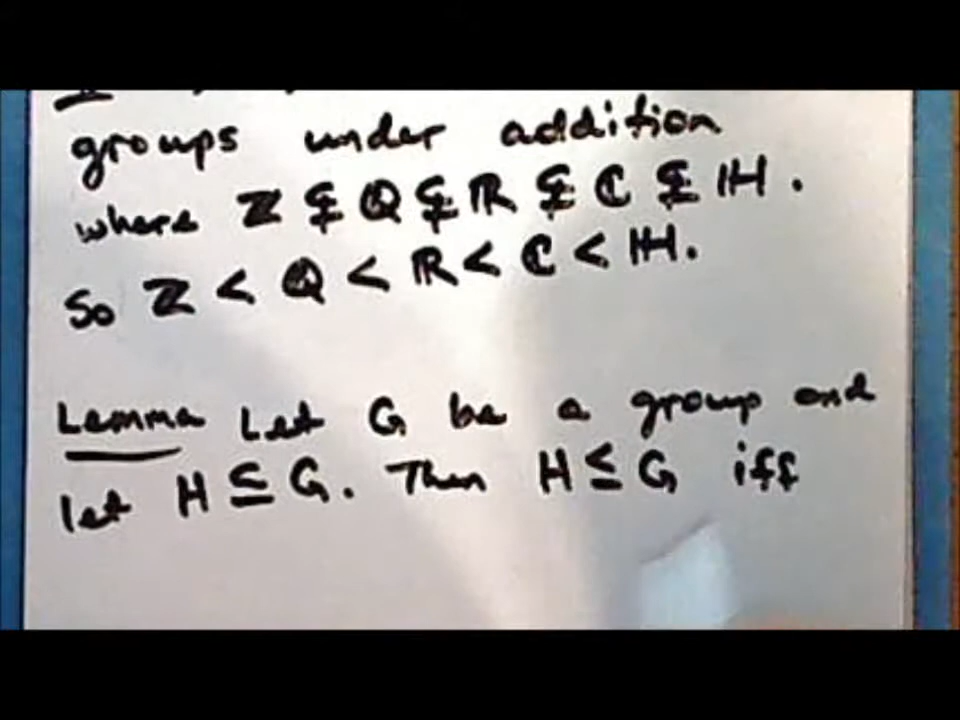 groups under addition
where ℤ ⊊ ℚ ⊊ ℝ ⊊ ℂ ⊊ ℍ.
So ℤ < ℚ < ℝ < ℂ < ℍ.
Lemma Let G be a group and
let H ⊆ G. Then H ≤ G iff